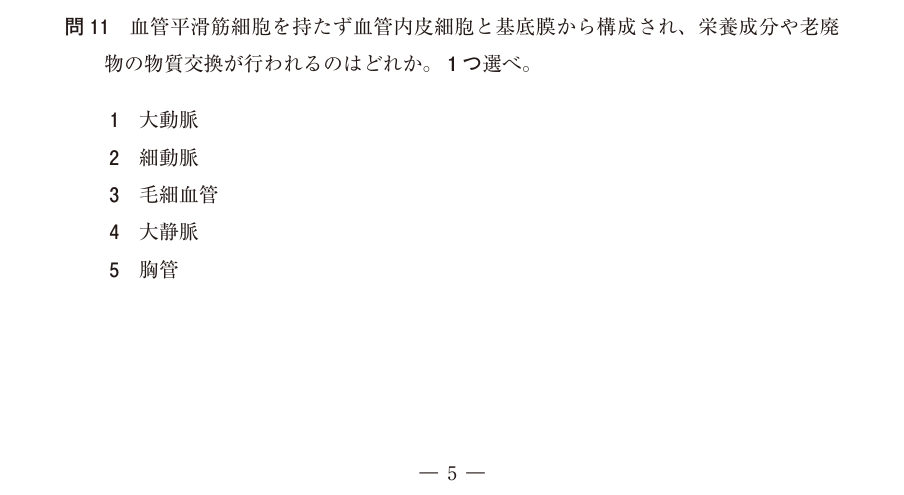 問 11　血管平滑筋細胞を持たず血管内皮細胞と基底膜から構成され、栄養成分や老廃
物の物質交換が行われるのはどれか。1つ選べ。
1　大動脈
2　細動脈
3　毛細血管
4　大静脈
5　胸管
— 5 —